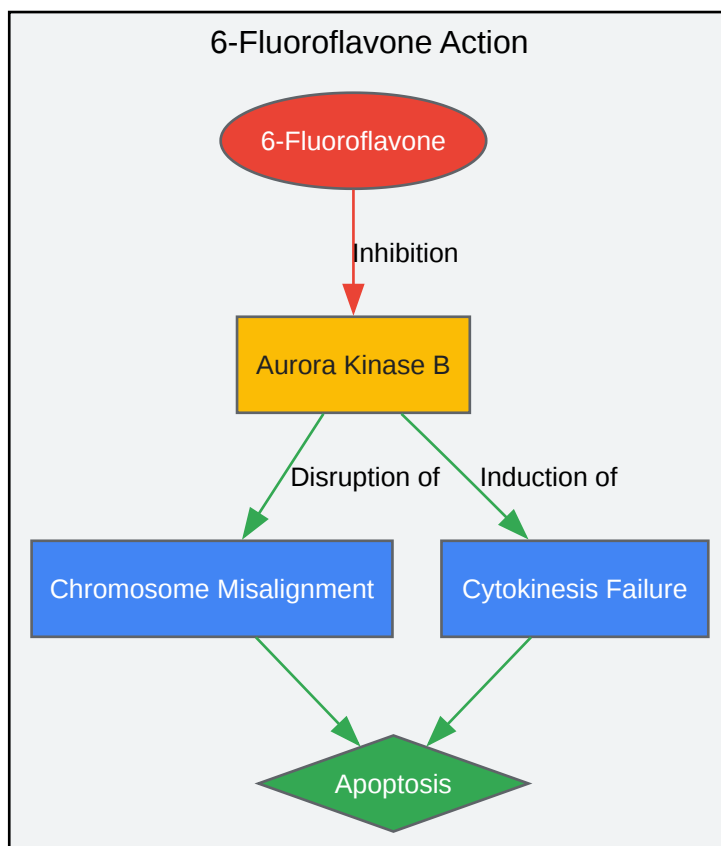 6-Fluoroflavone Action
6-Fluoroflavone
Inhibition
Aurora Kinase B
Disruption of
Induction of
Chromosome Misalignment
Cytokinesis Failure
Apoptosis